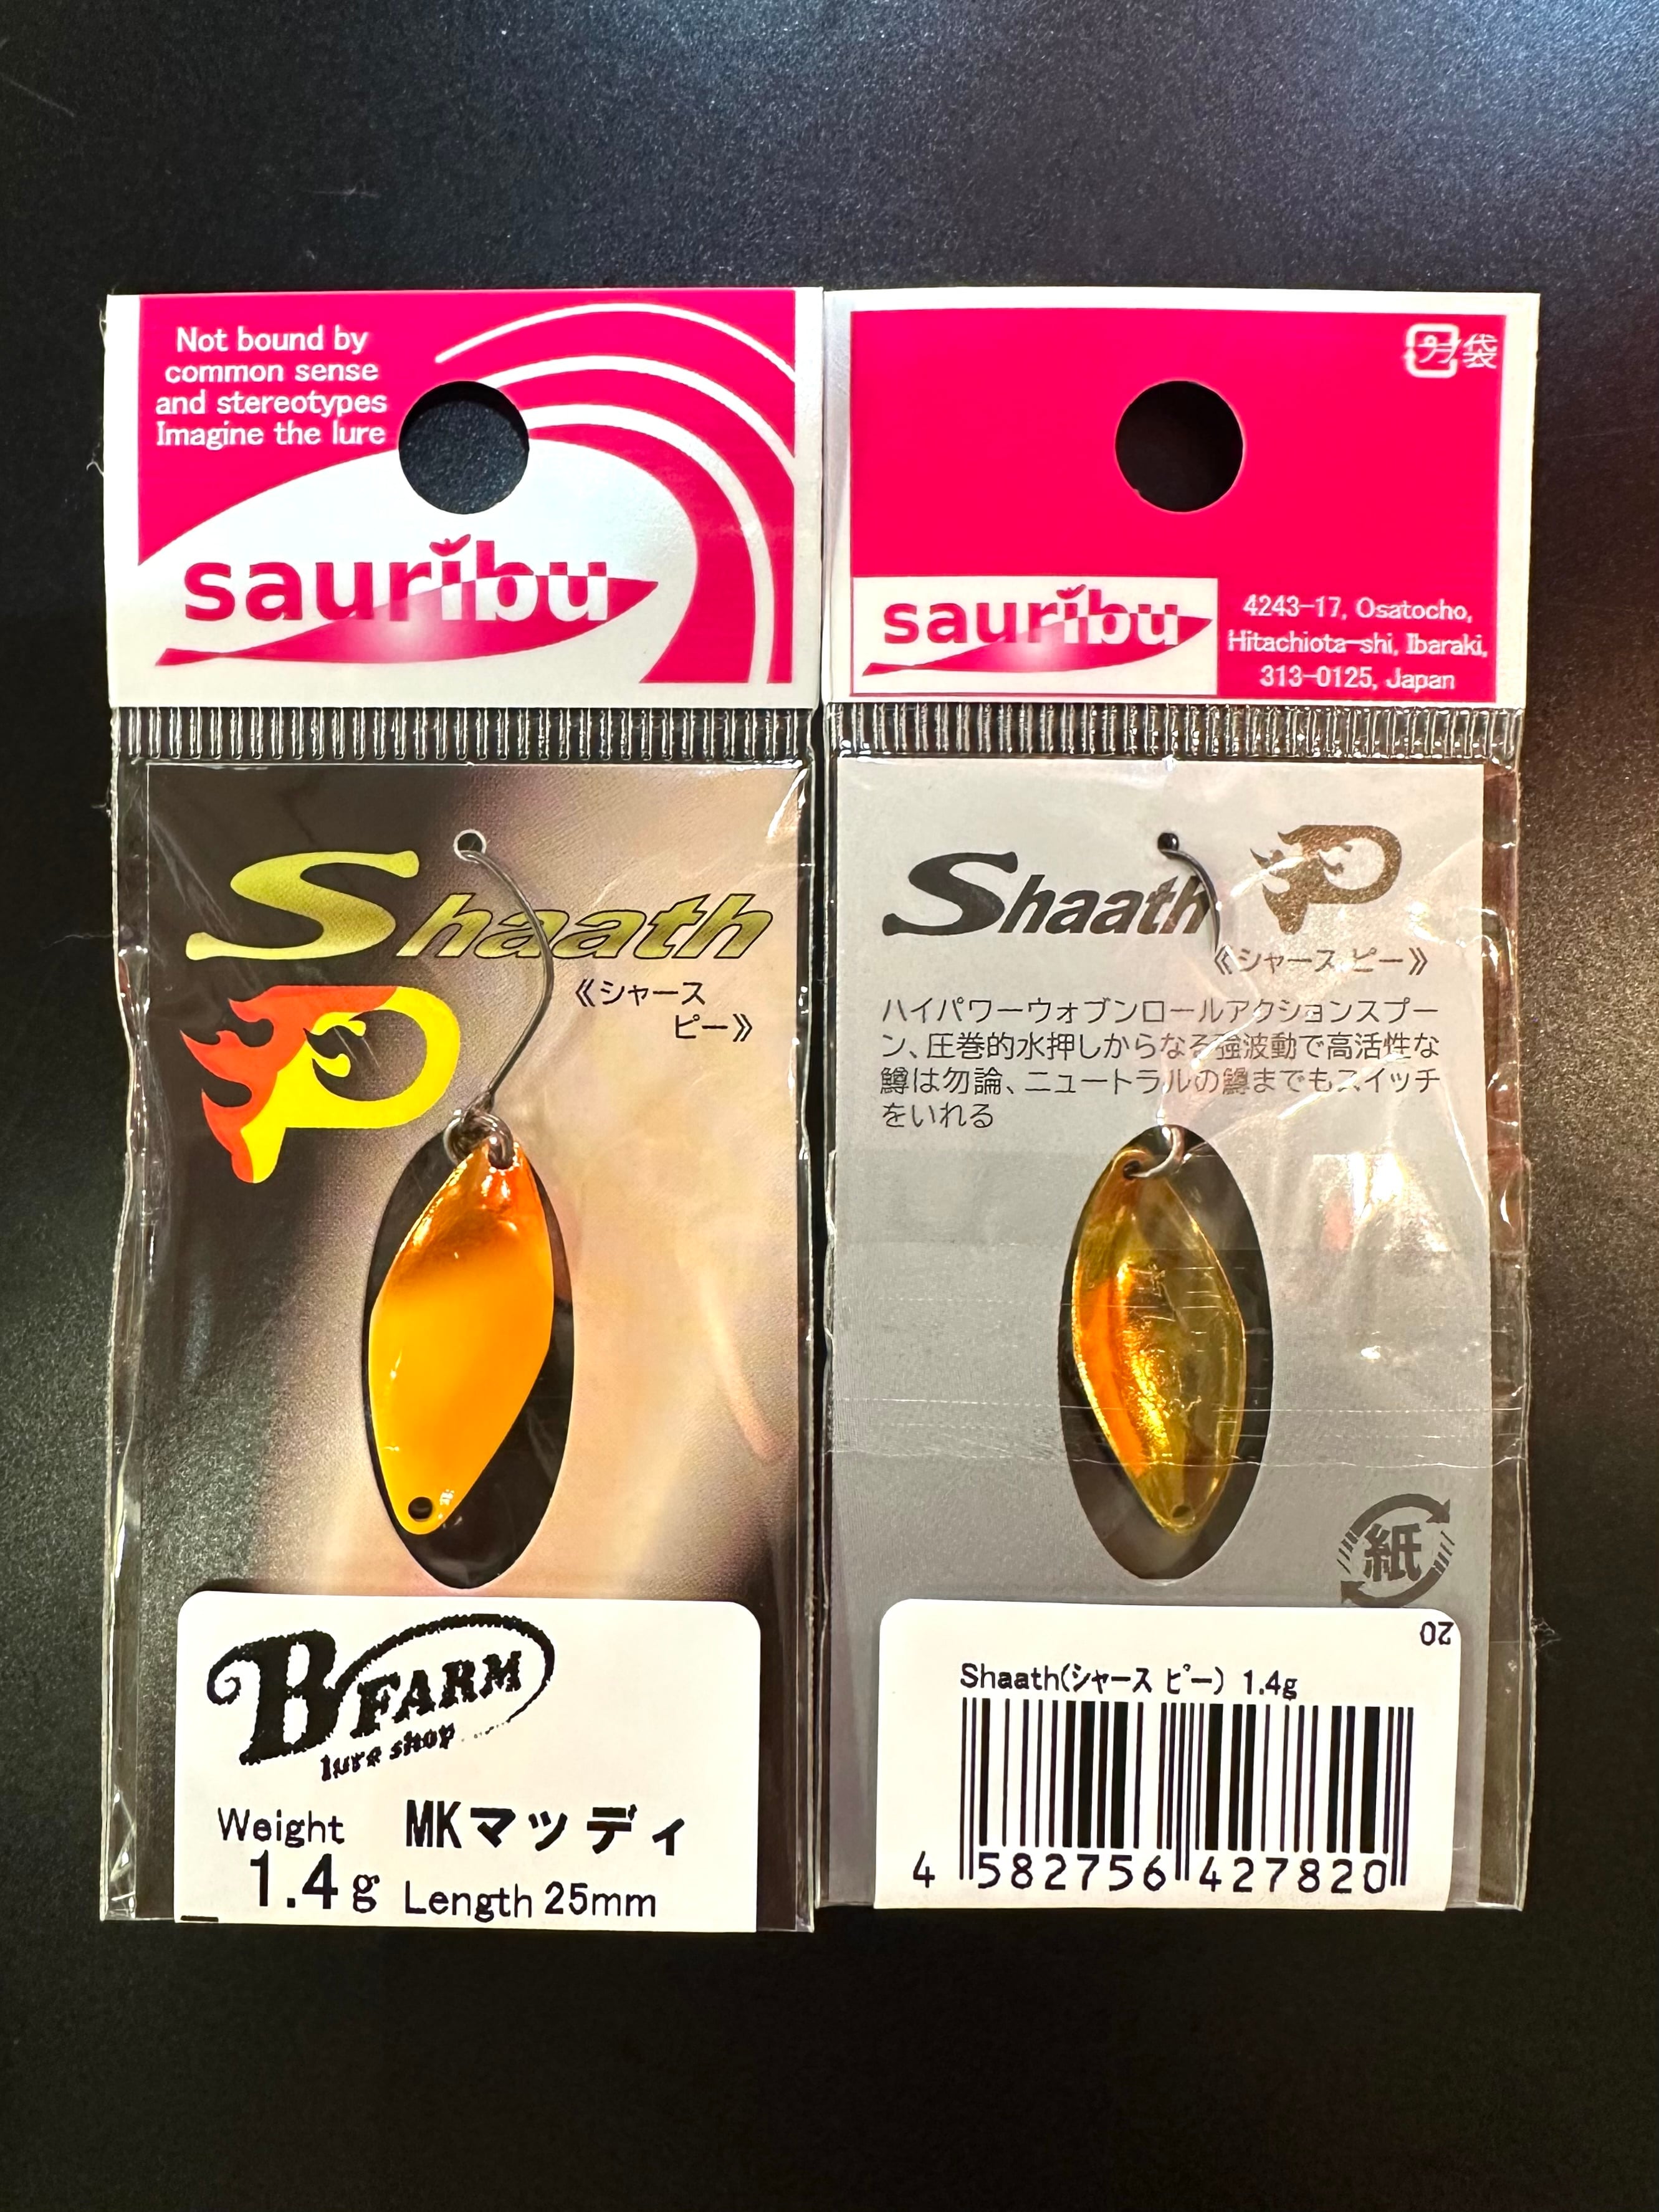 Not bound by
common sense
and stereotypes
Imagine the lure
sauribu
Shaath
P
《シャース
ピー》
B FARM
lure shop
Weight
MKマッディ
1.4g
Length 25mm
プラ
袋
sauribu
4243-17, Osatocho,
Hitachiota-shi, Ibaraki,
313-0125, Japan
Shaath P
《シャース ピー》
ハイパワーウォブンロールアクションスプー
ン、圧巻的水押しからなる強波動で高活性な
鱒は勿論、ニュートラルの鱒までもスイッチ
をいれる
紙
20
Shaath(シャース ピー) 1.4g
4 582756 427820